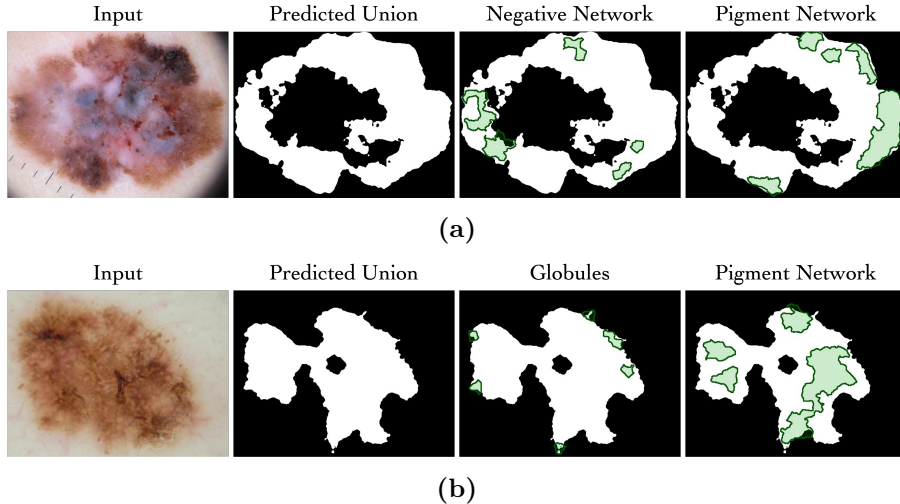 Input Predicted Union Negative Network Pigment Network
(a)
Input Predicted Union Globules Pigment Network
(b)